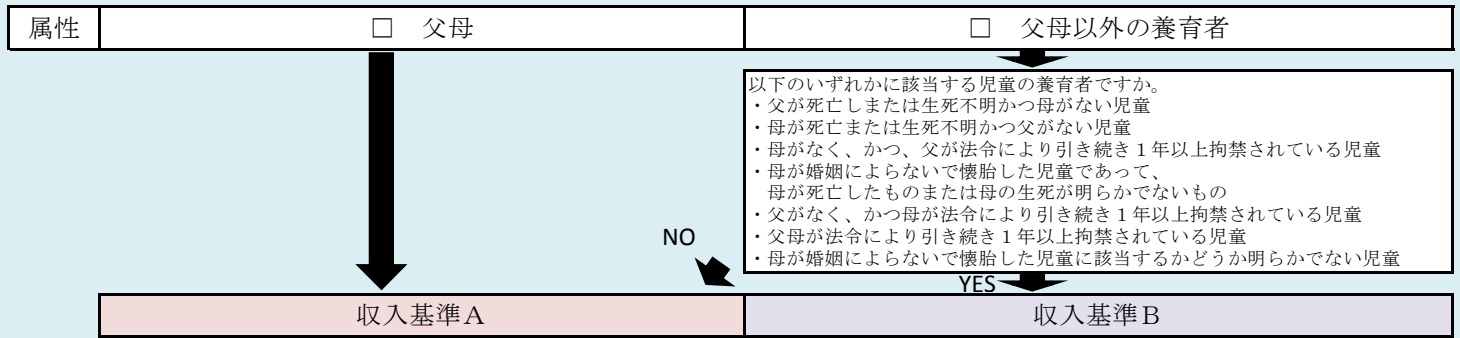 属性
□　父母
□　父母以外の養育者
以下のいずれかに該当する児童の養育者ですか。
・父が死亡しまたは生死不明かつ母がない児童
・母が死亡または生死不明かつ父がない児童
・母がなく、かつ、父が法令により引き続き１年以上拘禁されている児童
・母が婚姻によらないで懐胎した児童であって、
母が死亡したものまたは母の生死が明らかでないもの
・父がなく、かつ母が法令により引き続き１年以上拘禁されている児童
・父母が法令により引き続き１年以上拘禁されている児童
・母が婚姻によらないで懐胎した児童に該当するかどうか明らかでない児童
NO
YES
収入基準Ａ
収入基準Ｂ